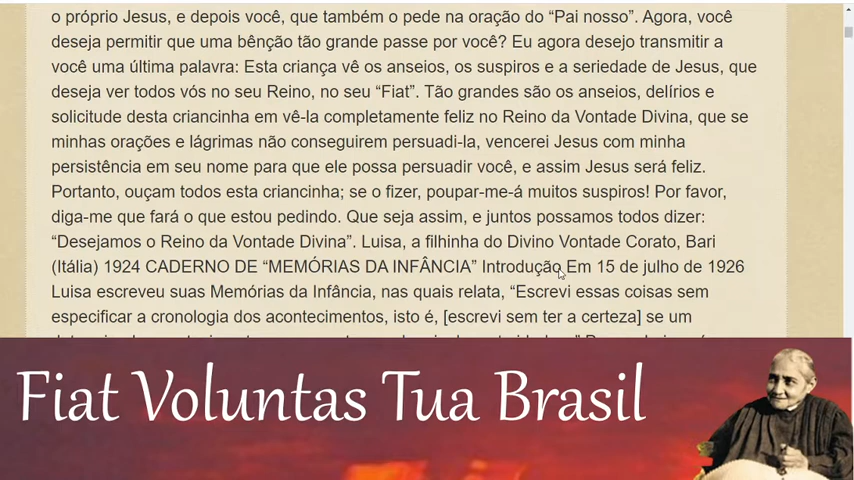 o próprio Jesus, e depois você, que também o pede na oração do “Pai nosso”. Agora, você
deseja permitir que uma bênção tão grande passe por você? Eu agora desejo transmitir a
você uma última palavra: Esta criança vê os anseios, os suspiros e a seriedade de Jesus, que
deseja ver todos vós no seu Reino, no seu “Fiat”. Tão grandes são os anseios, delírios e
solicitude desta criancinha em vê-la completamente feliz no Reino da Vontade Divina, que se
minhas orações e lágrimas não conseguirem persuadi-la, vencerei Jesus com minha
persistência em seu nome para que ele possa persuadir você, e assim Jesus será feliz.
Portanto, ouçam todos esta criancinha; se o fizer, poupar-me-á muitos suspiros! Por favor,
diga-me que fará o que estou pedindo. Que seja assim, e juntos possamos todos dizer:
“Desejamos o Reino da Vontade Divina”. Luisa, a filhinha do Divino Vontade Corato, Bari
(Itália) 1924 CADERNO DE “MEMÓRIAS DA INFÂNCIA” Introdução Em 15 de julho de 1926
Luisa escreveu suas Memórias da Infância, nas quais relata, “Escrevi essas coisas sem
especificar a cronologia dos acontecimentos, isto é, [escrevi sem ter a certeza] se um
Fiat Voluntas Tua Brasil